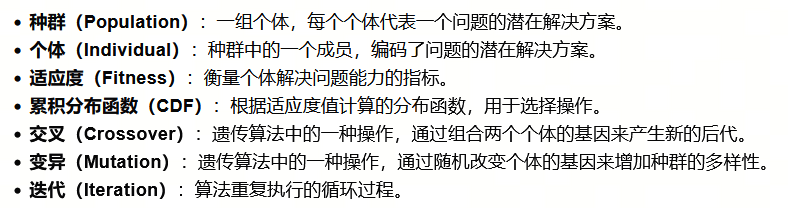 • 种群（Population）：一组个体，每个个体代表一个问题的潜在解决方案。
• 个体（Individual）：种群中的一个成员，编码了问题的潜在解决方案。
• 适应度（Fitness）：衡量个体解决问题能力的指标。
• 累积分布函数（CDF）：根据适应度值计算的分布函数，用于选择操作。
• 交叉（Crossover）：遗传算法中的一种操作，通过组合两个个体的基因来产生新的后代。
• 变异（Mutation）：遗传算法中的一种操作，通过随机改变个体的基因来增加种群的多样性。
• 迭代（Iteration）：算法重复执行的循环过程。